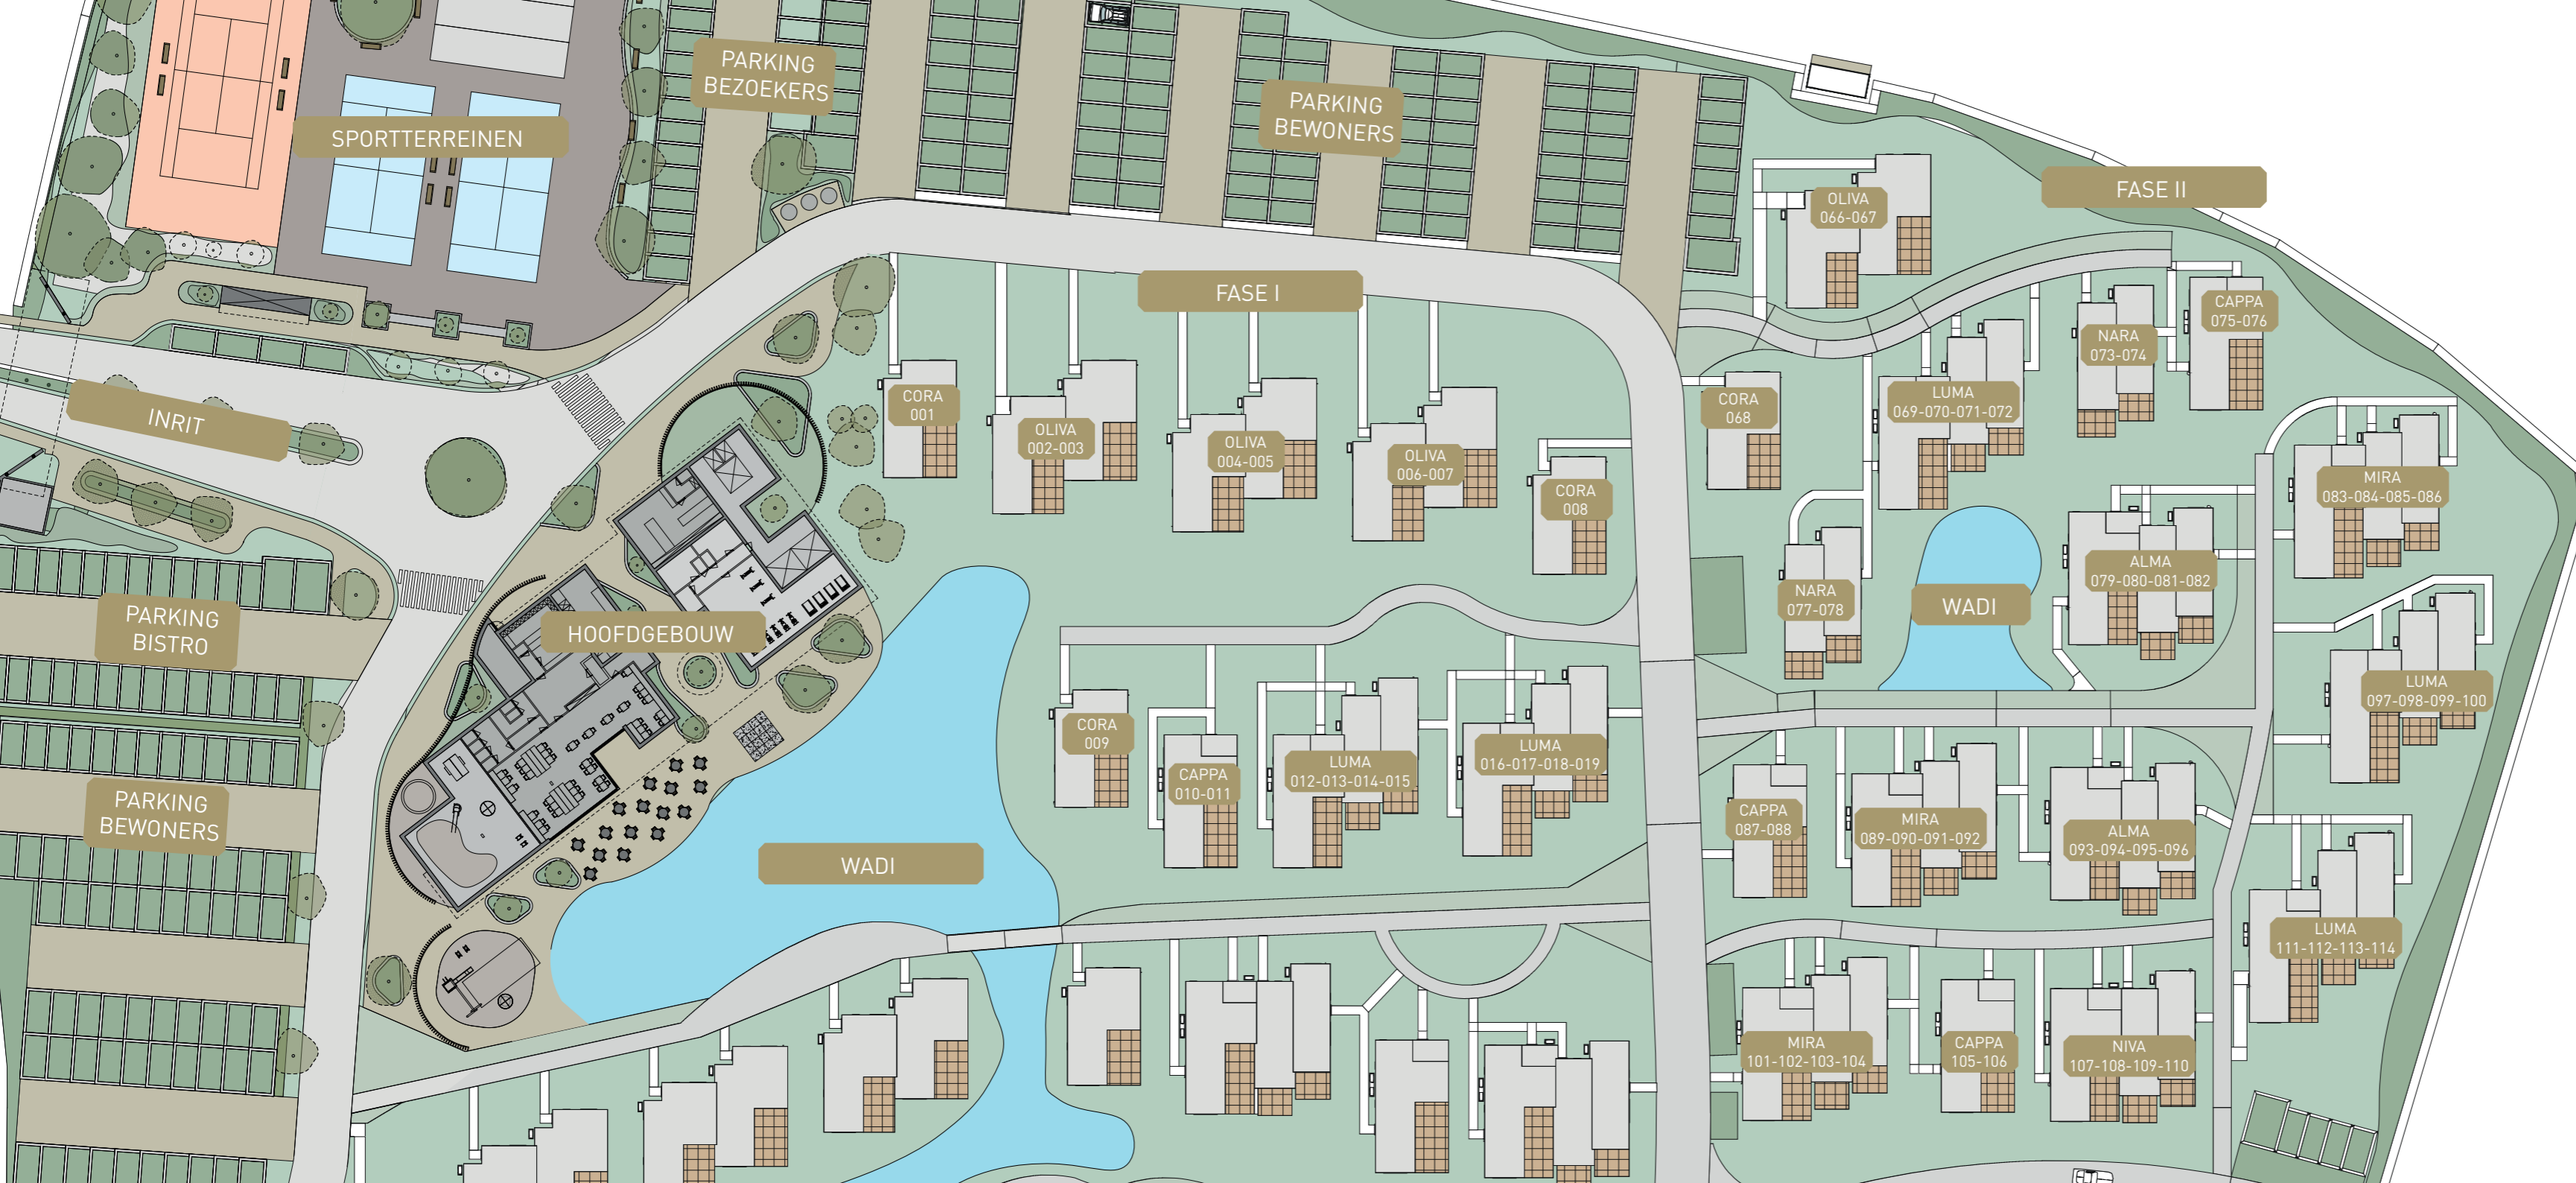 PARKING
BEZOEKERS
SPORTTERREINEN
PARKING
BEWONERS
FASE II
OLIVA
066-067
FASE I
CAPPA
075-076
NARA
073-074
INRIT
CORA
001
OLIVA
002-003
OLIVA
004-005
OLIVA
006-007
CORA
008
CORA
068
LUMA
069-070-071-072
MIRA
083-084-085-086
ALMA
079-080-081-082
NARA
077-078
WADI
PARKING
BISTRO
HOOFDGEBOUW
LUMA
097-098-099-100
CORA
009
CAPPA
010-011
LUMA
012-013-014-015
LUMA
016-017-018-019
PARKING
BEWONERS
CAPPA
087-088
MIRA
089-090-091-092
ALMA
093-094-095-096
WADI
LUMA
111-112-113-114
MIRA
101-102-103-104
CAPPA
105-106
NIVA
107-108-109-110